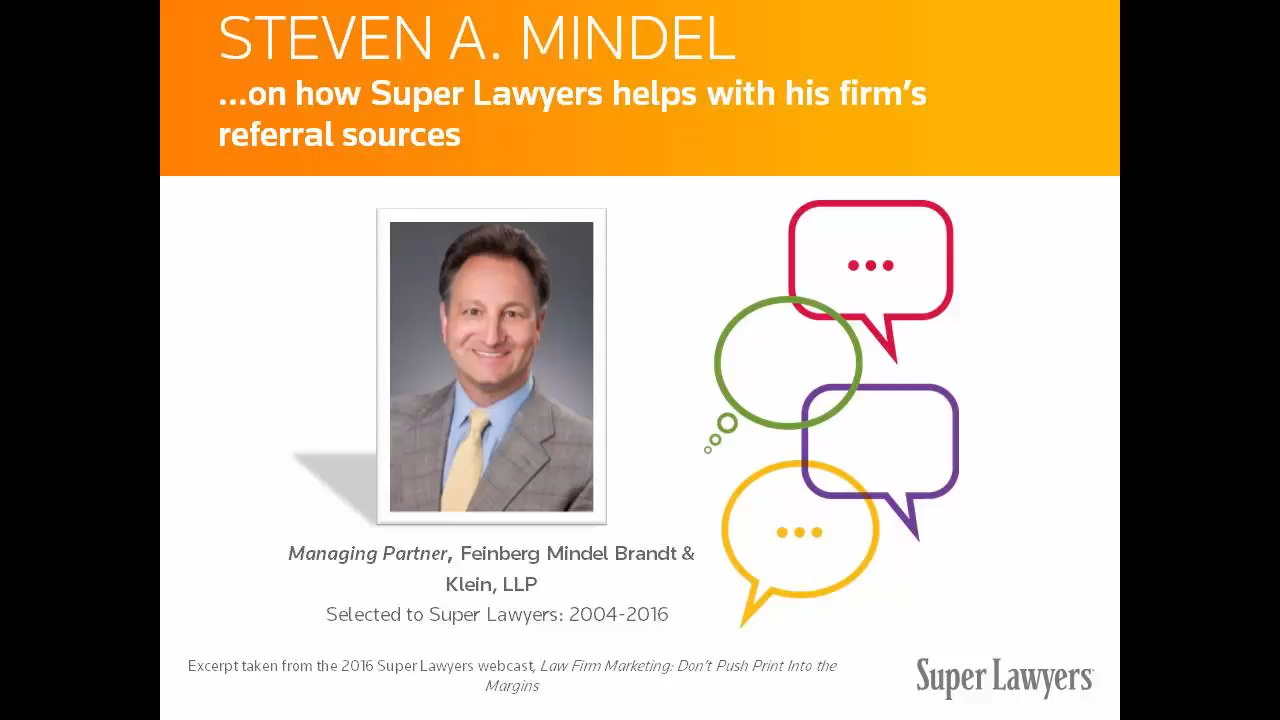 STEVEN A. MINDEL
...on how Super Lawyers helps with his firm's
referral sources
Managing Partner, Feinberg Mindel Brandt &
Klein, LLP
Selected to Super Lawyers: 2004-2016
Excerpt taken from the 2016 Super Lawyers webcast, Law Firm Marketing: Don't Push Print Into the
Margins
Super Lawyers